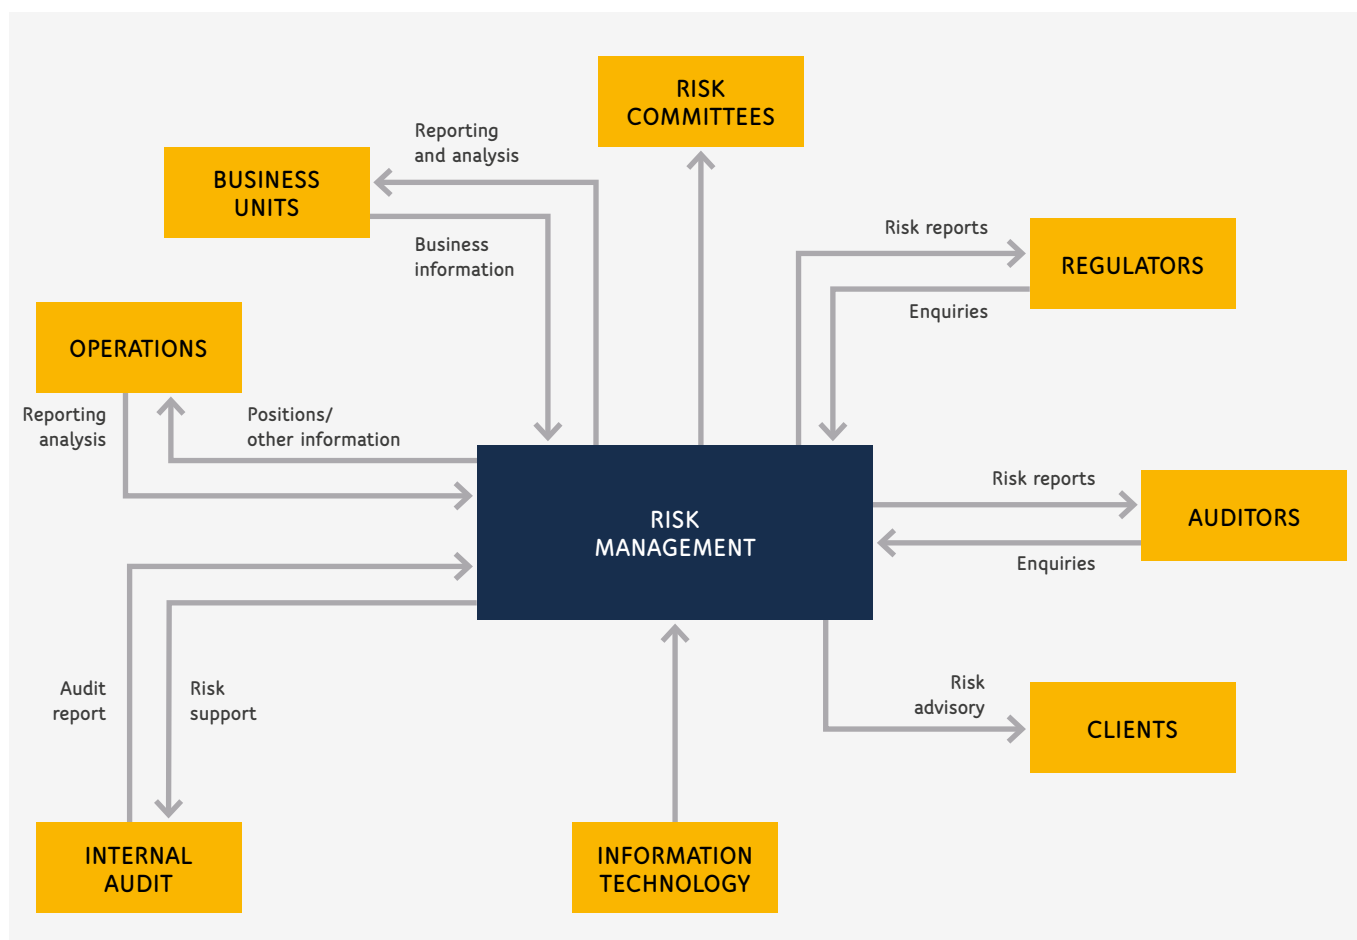 RISK
COMMITTEES
Reporting
and analysis
BUSINESS
UNITS
Business
information
Risk reports
REGULATORS
Enquiries
OPERATIONS
Reporting
analysis
Positions/
other information
RISK
MANAGEMENT
Risk reports
AUDITORS
Enquiries
Audit
report
Risk
support
Risk
advisory
CLIENTS
INTERNAL
AUDIT
INFORMATION
TECHNOLOGY